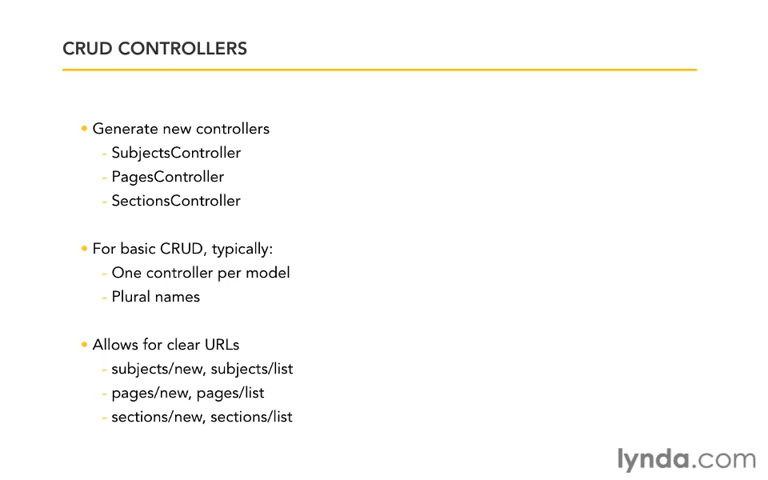 CRUD CONTROLLERS
• Generate new controllers
- SubjectsController
- PagesController
- SectionsController
• For basic CRUD, typically:
- One controller per model
- Plural names
• Allows for clear URLs
- subjects/new, subjects/list
- pages/new, pages/list
- sections/new, sections/list
lynda.com